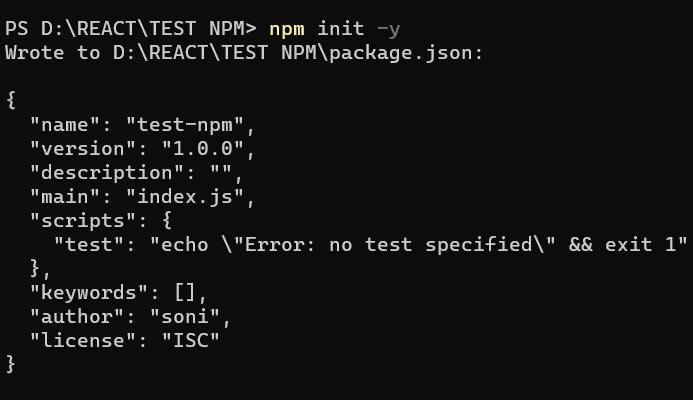 PS D:\REACT\TEST NPM> npm init -y
Wrote to D:\REACT\TEST NPM\package.json:

{
  "name": "test-npm",
  "version": "1.0.0",
  "description": "",
  "main": "index.js",
  "scripts": {
    "test": "echo \"Error: no test specified\" && exit 1"
  },
  "keywords": [],
  "author": "soni",
  "license": "ISC"
}